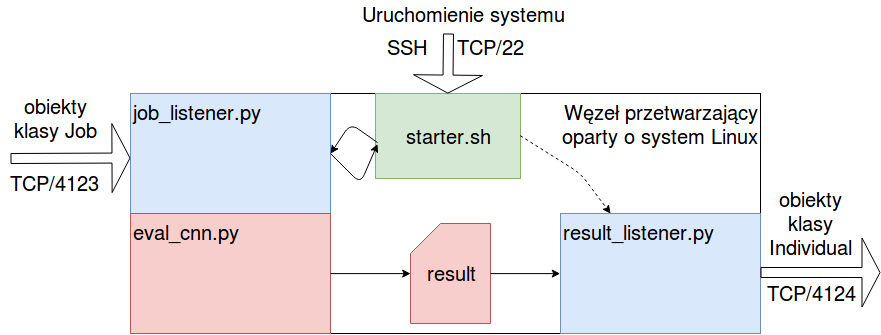 Uruchomienie systemu
SSH TCP/22
obiekty
klasy Job
TCP/4123
job_listener.py
starter.sh
Węzeł przetwarzający
oparty o system Linux
eval_cnn.py
result
result_listener.py
obiekty
klasy
Individual
TCP/4124